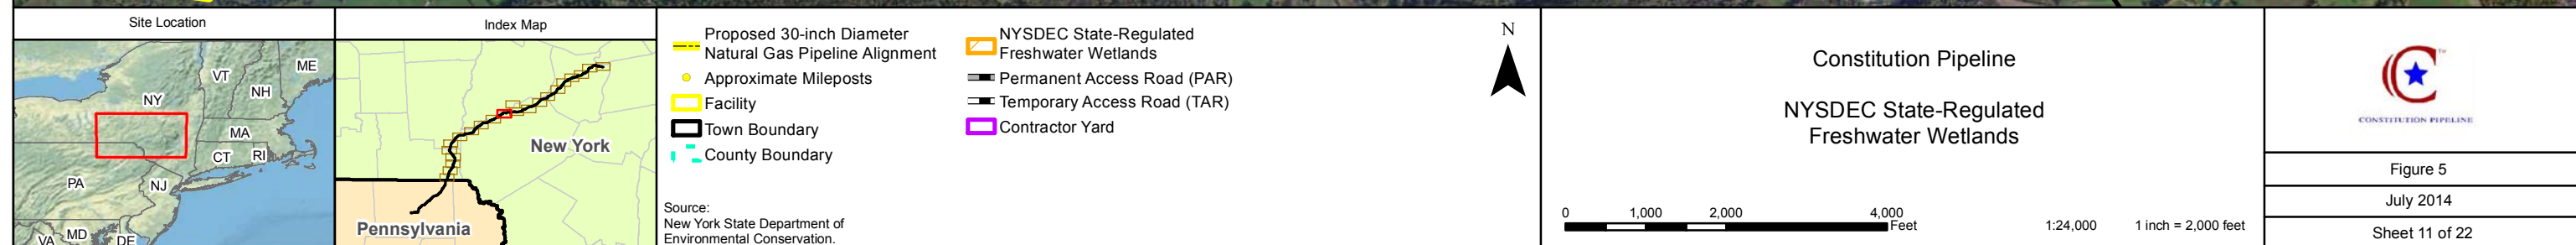 Site Location
VT
ME
NY
NH
MA
CT
RI
PA
NJ
MD
VA
DE
Index Map
New York
Pennsylvania
Proposed 30-inch Diameter
Natural Gas Pipeline Alignment
Approximate Mileposts
Facility
Town Boundary
County Boundary
NYSDEC State-Regulated
Freshwater Wetlands
Permanent Access Road (PAR)
Temporary Access Road (TAR)
Contractor Yard
Source:
New York State Department of
Environmental Conservation.
N
Constitution Pipeline
NYSDEC State-Regulated
Freshwater Wetlands
0 1,000 2,000 4,000
Feet
1:24,000 1 inch = 2,000 feet
C TM
CONSTITUTION PIPELINE
Figure 5
July 2014
Sheet 11 of 22